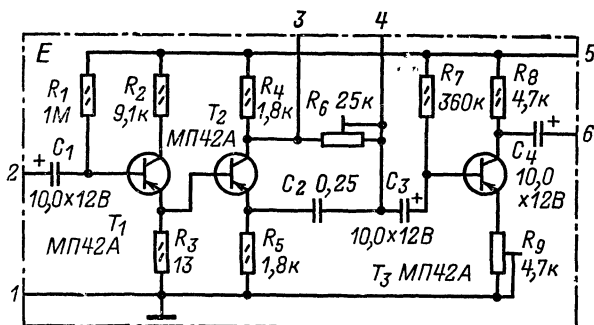 3 4
E 5
R1 1М
R2 9,1к
R4 1,8к
R6 25к
R7 360к
R8 4,7к
T2 МП42А
2
+ C1 10,0×12В
T1 МП42А
C2 0,25
C3 + 10,0×12В
+ C4 10,0 ×12В
6
R3 13
R5 1,8к
T3 МП42А
R9 4,7к
1